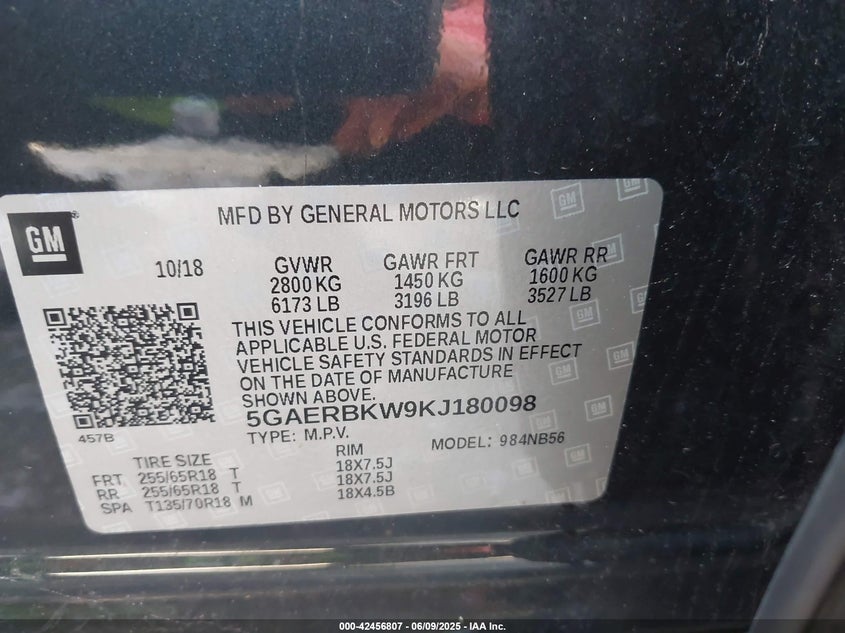 MFD BY GENERAL MOTORS LLC
GM
10/18
GVWR GAWR FRT GAWR RR
2800 KG 1450 KG 1600 KG
6173 LB 3196 LB 3527 LB
THIS VEHICLE CONFORMS TO ALL
APPLICABLE U.S. FEDERAL MOTOR
VEHICLE SAFETY STANDARDS IN EFFECT
ON THE DATE OF MANUFACTURE
SHOWN ABOVE.
5GAERBKW9KJ180098
457B
TYPE: M.P.V. MODEL: 984NB56
TIRE SIZE RIM
FRT 255/65R18 T 18X7.5J
RR 255/65R18 T 18X7.5J
SPA T135/70R18 M 18X4.5B
000-42456807 - 06/09/2025 - IAA Inc.